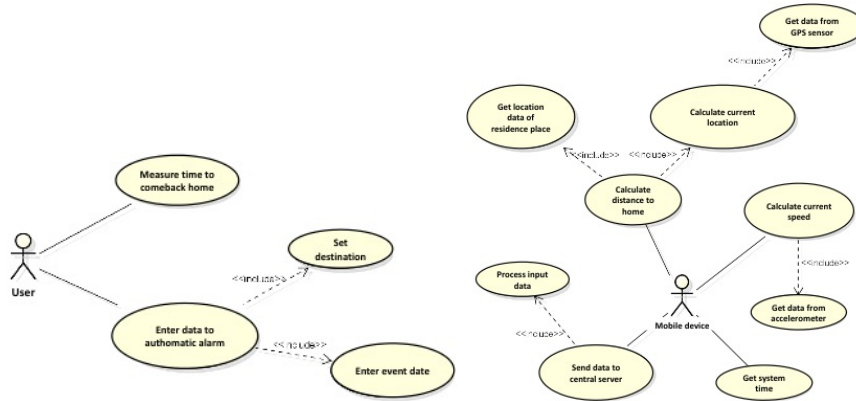 Get data from
GPS sensor
<<include>>
Get location
data of
residence place
Calculate current
location
<<include>>
<<include>>
Measure time to
comeback home
Calculate
distance to
home
Calculate current
speed
User
Set
destination
<<include>>
<<include>>
Process input
data
Mobile device
Get data from
accelerometer
Enter data to
authomatic alarm
<<include>>
<<include>>
Enter event date
Send data to
central server
Get system
time